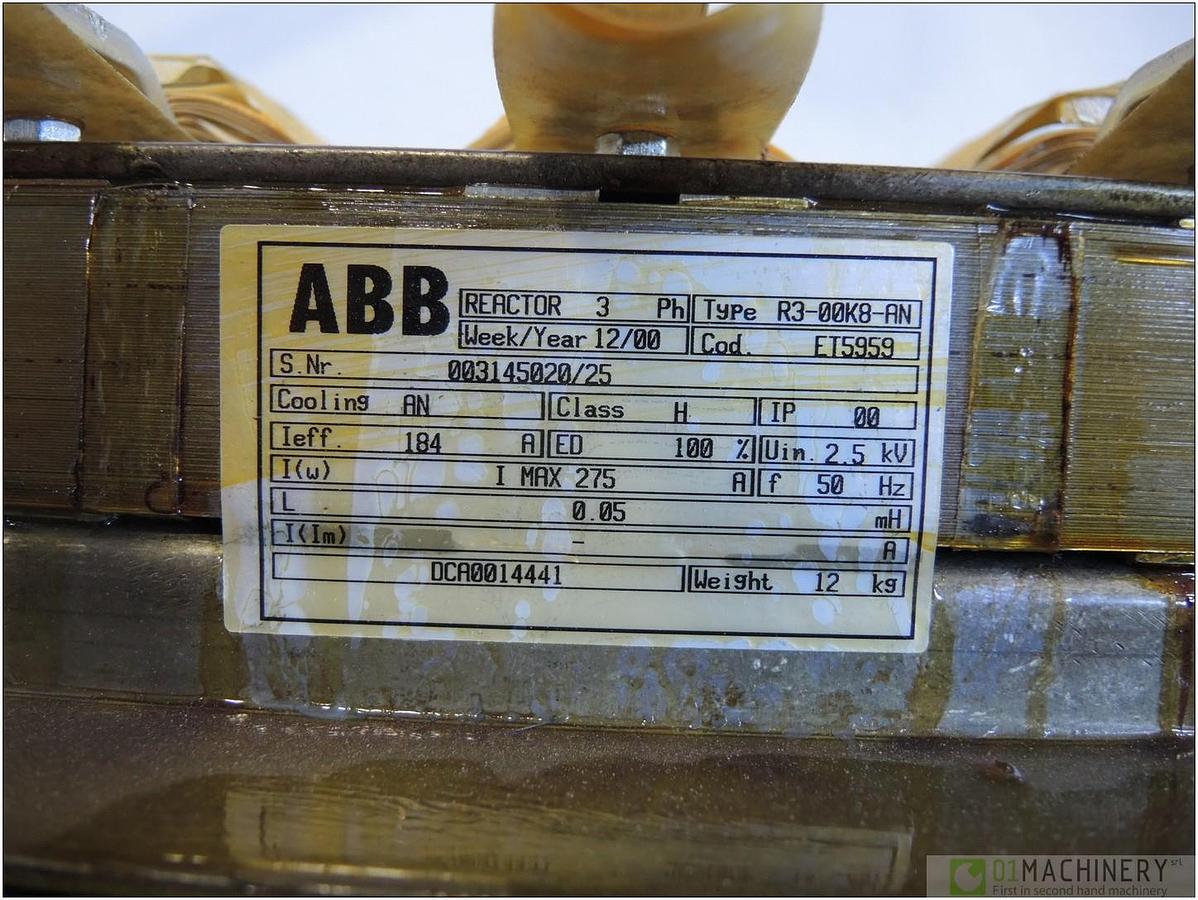 ABB
REACTOR 3 Ph Type R3-00K8-AN
Week/Year 12/00 Cod. ET5959
S.Nr. 003145020/25
Cooling AN Class H IP 00
Ieff. 184 A ED 100 % Uin. 2.5 kV
I(w) I MAX 275 A f 50 Hz
L 0.05 mH
I(Im) - A
DCA0014441 Weight 12 kg
01MACHINERY srl
First in second hand machinery